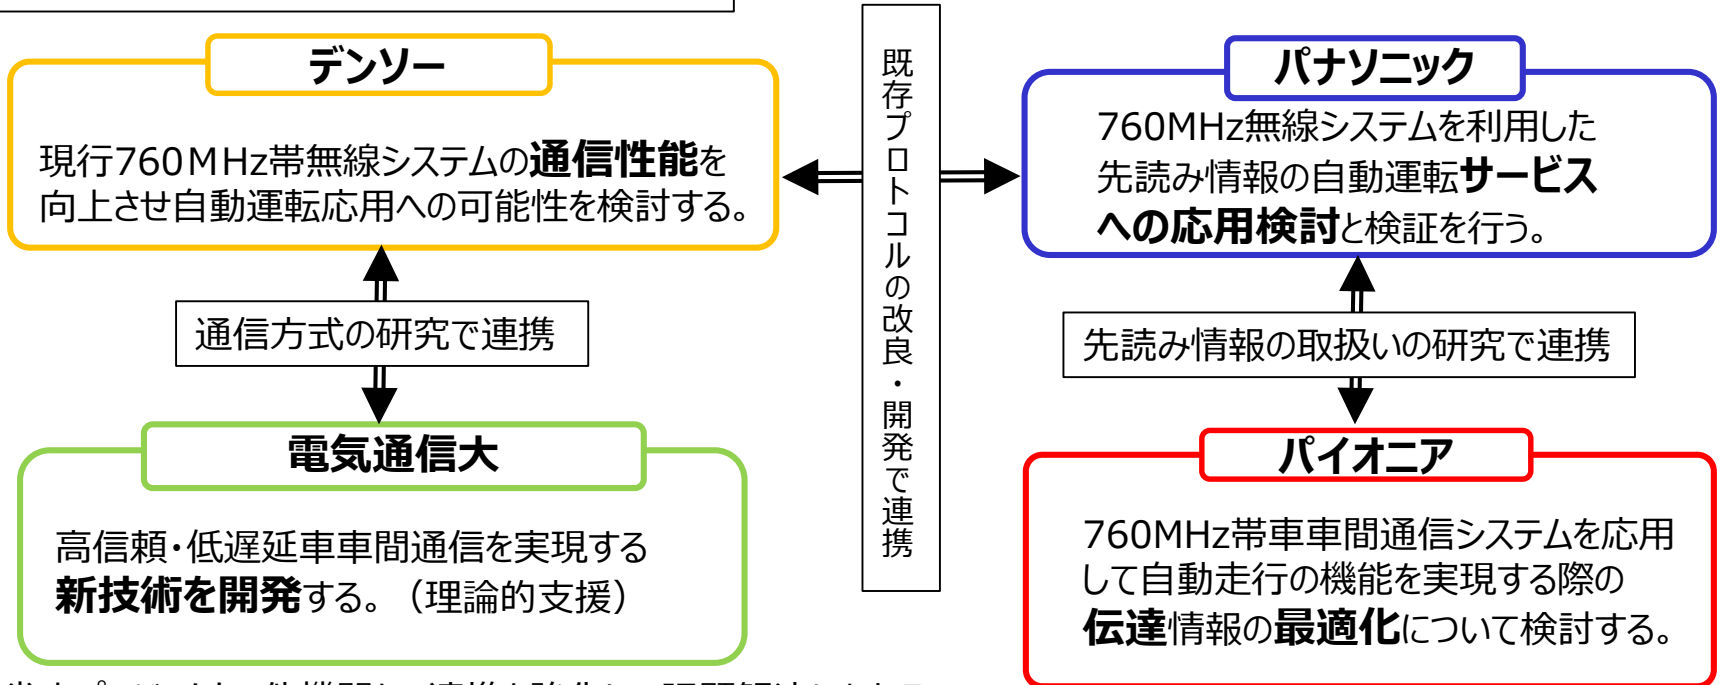 デンソー
現行760MHz帯無線システムの通信性能を
向上させ自動運転応用への可能性を検討する。
既存プロトコルの改良・開発で連携
パナソニック
760MHz無線システムを利用した
先読み情報の自動運転サービス
への応用検討と検証を行う。
通信方式の研究で連携
先読み情報の取扱いの研究で連携
電気通信大
高信頼・低遅延車車間通信を実現する
新技術を開発する。（理論的支援）
パイオニア
760MHz帯車車間通信システムを応用
して自動走行の機能を実現する際の
伝達情報の最適化について検討する。